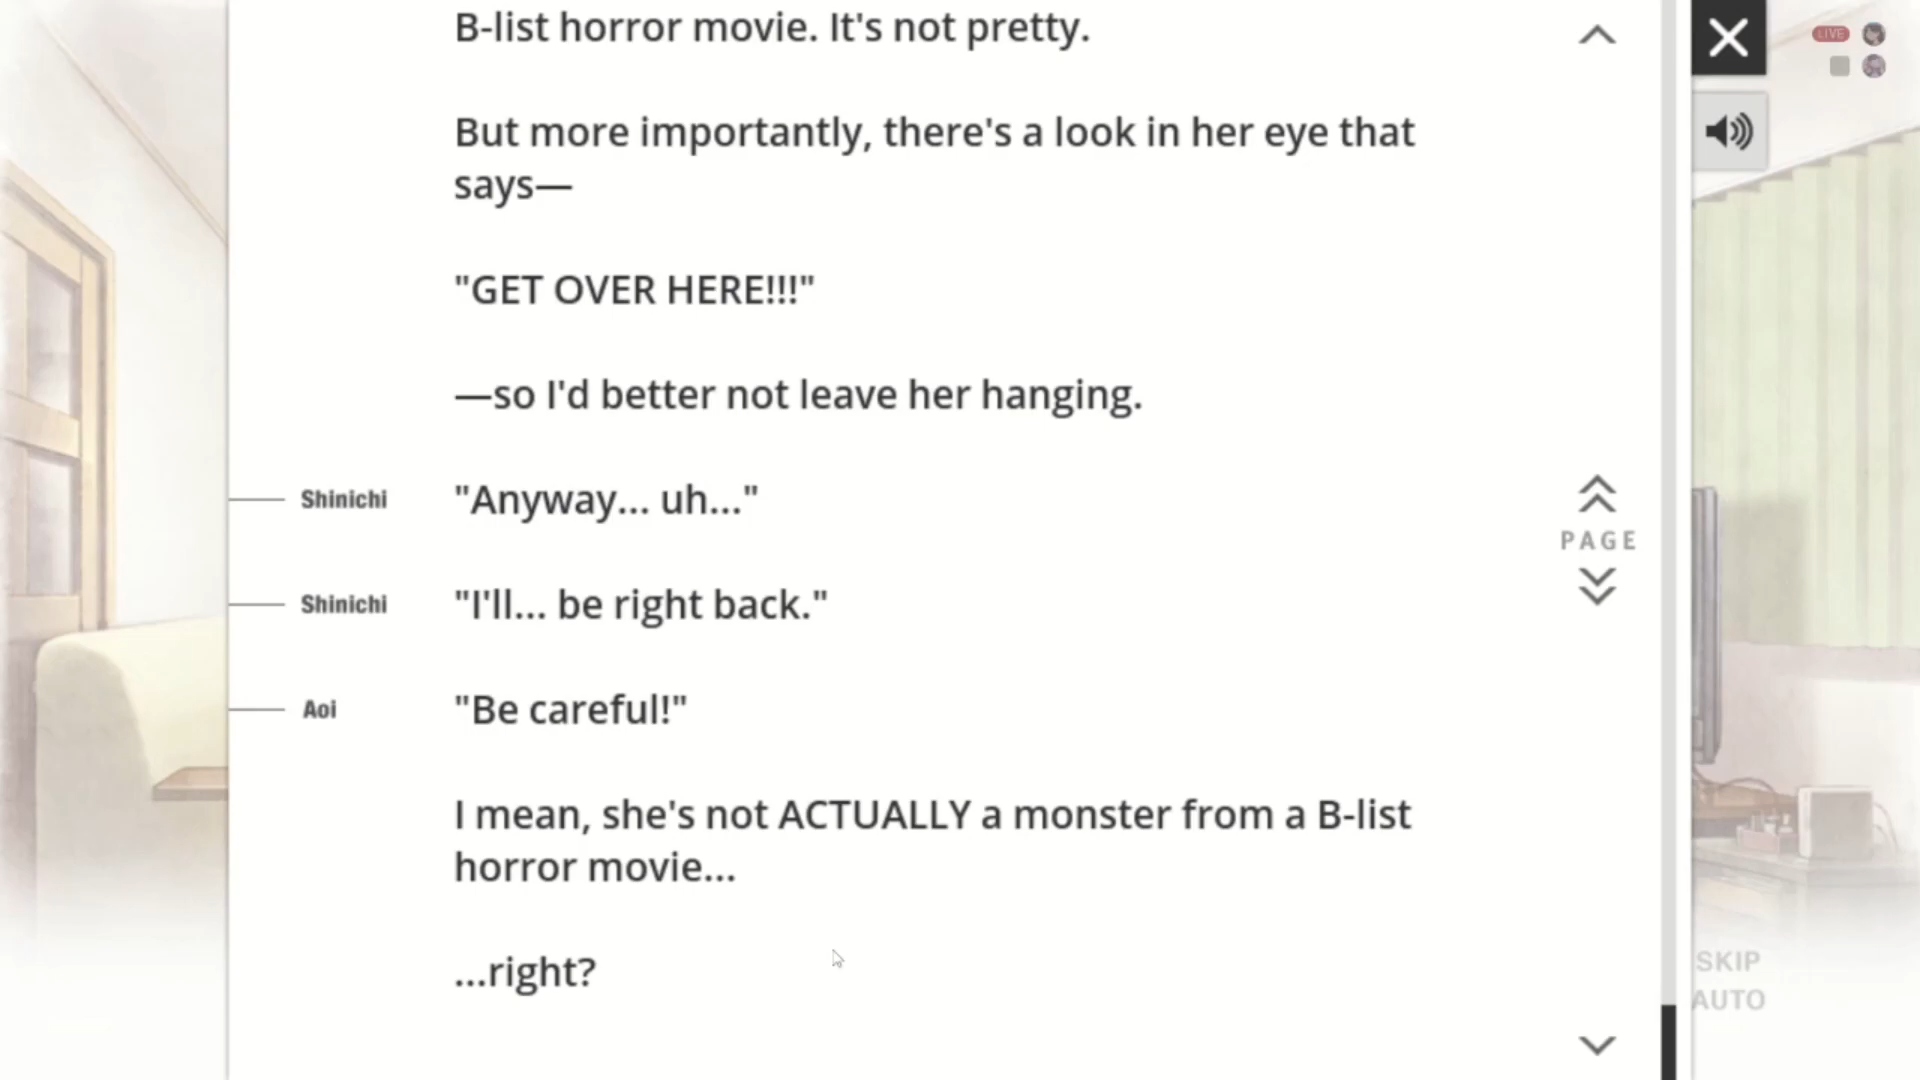 B-list horror movie. It's not pretty.
LIVE
But more importantly, there's a look in her eye that
says—
"GET OVER HERE!!!"
—so I'd better not leave her hanging.
Shinichi "Anyway... uh..."
PAGE
Shinichi "I'll... be right back."
Aoi "Be careful!"
I mean, she's not ACTUALLY a monster from a B-list
horror movie...
...right?
SKIP
AUTO